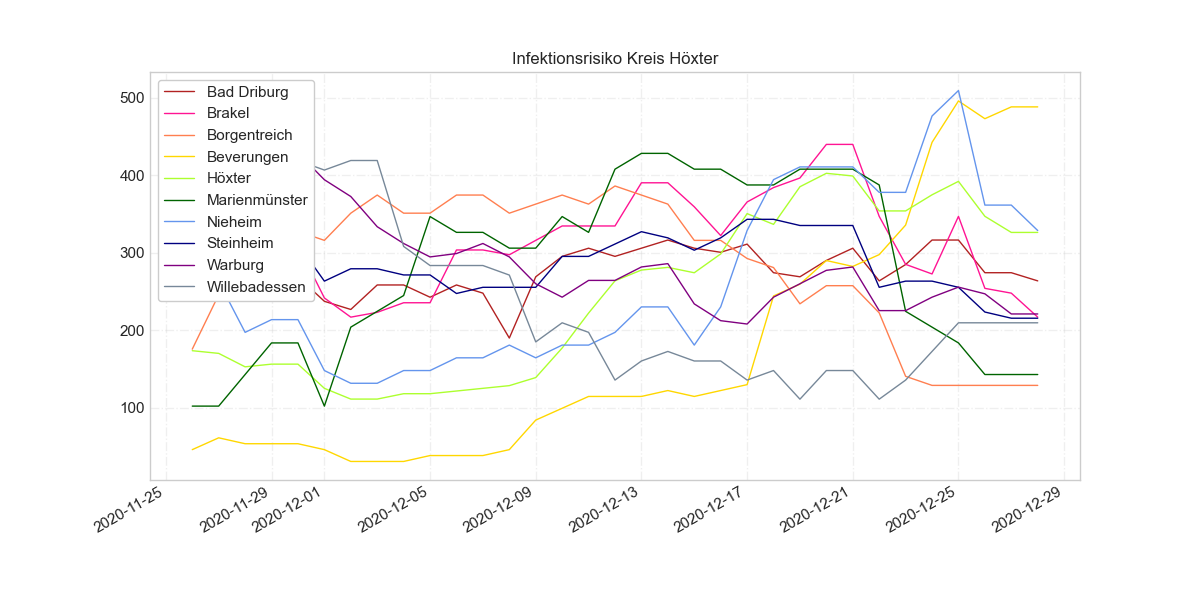 Infektionsrisiko Kreis Höxter
Bad Driburg
Brakel
Borgentreich
Beverungen
Höxter
Marienmünster
Nieheim
Steinheim
Warburg
Willebadessen
500
400
300
200
100
2020-11-25
2020-11-29
2020-12-01
2020-12-05
2020-12-09
2020-12-13
2020-12-17
2020-12-21
2020-12-25
2020-12-29